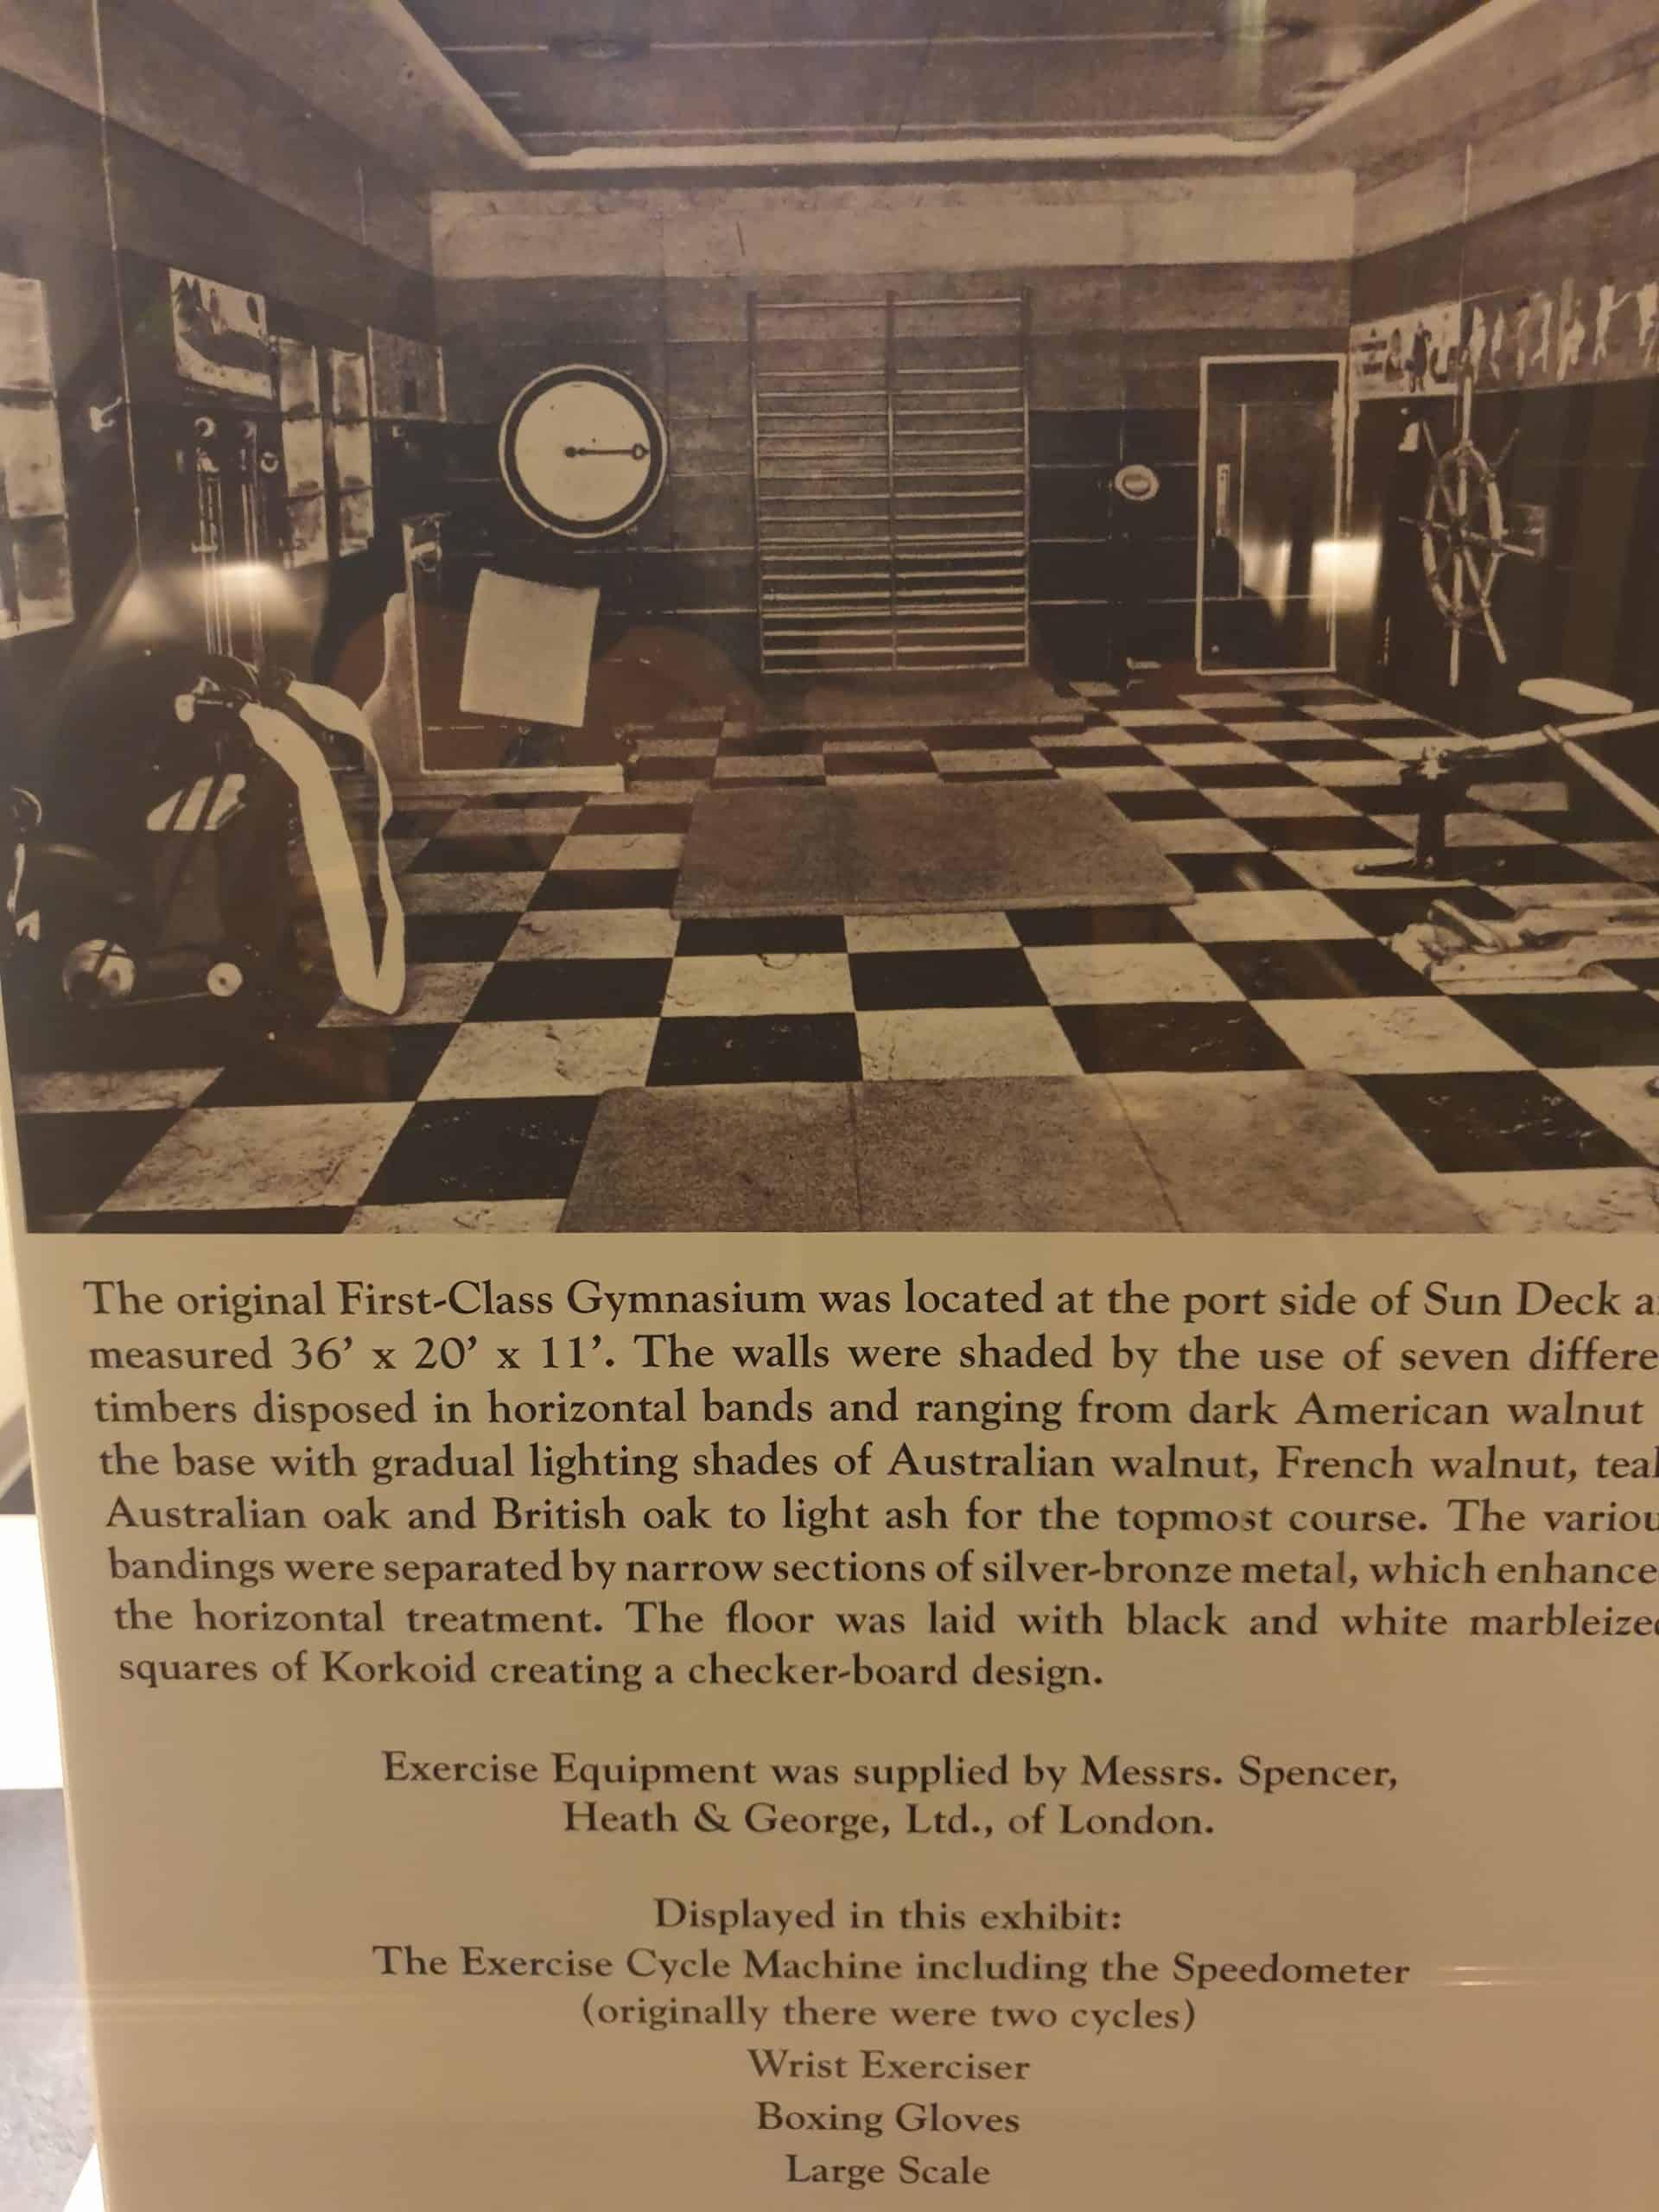 The original First-Class Gymnasium was located at the port side of Sun Deck
measured 36' x 20' x 11'. The walls were shaded by the use of seven differe
timbers disposed in horizontal bands and ranging from dark American walnut
the base with gradual lighting shades of Australian walnut, French walnut,
Australian oak and British oak to light ash for the topmost course. The variou
bandings were separated by narrow sections of silver-bronze metal, which enhance
the horizontal treatment. The floor was laid with black and white marbleize
squares of Korkoid creating a checker-board design.
Exercise Equipment was supplied by Messrs. Spencer,
Heath & George, Ltd., of London.
Displayed in this exhibit:
The Exercise Cycle Machine including the Speedometer
(originally there were two cycles)
Wrist Exerciser
Boxing Gloves
Large Scale